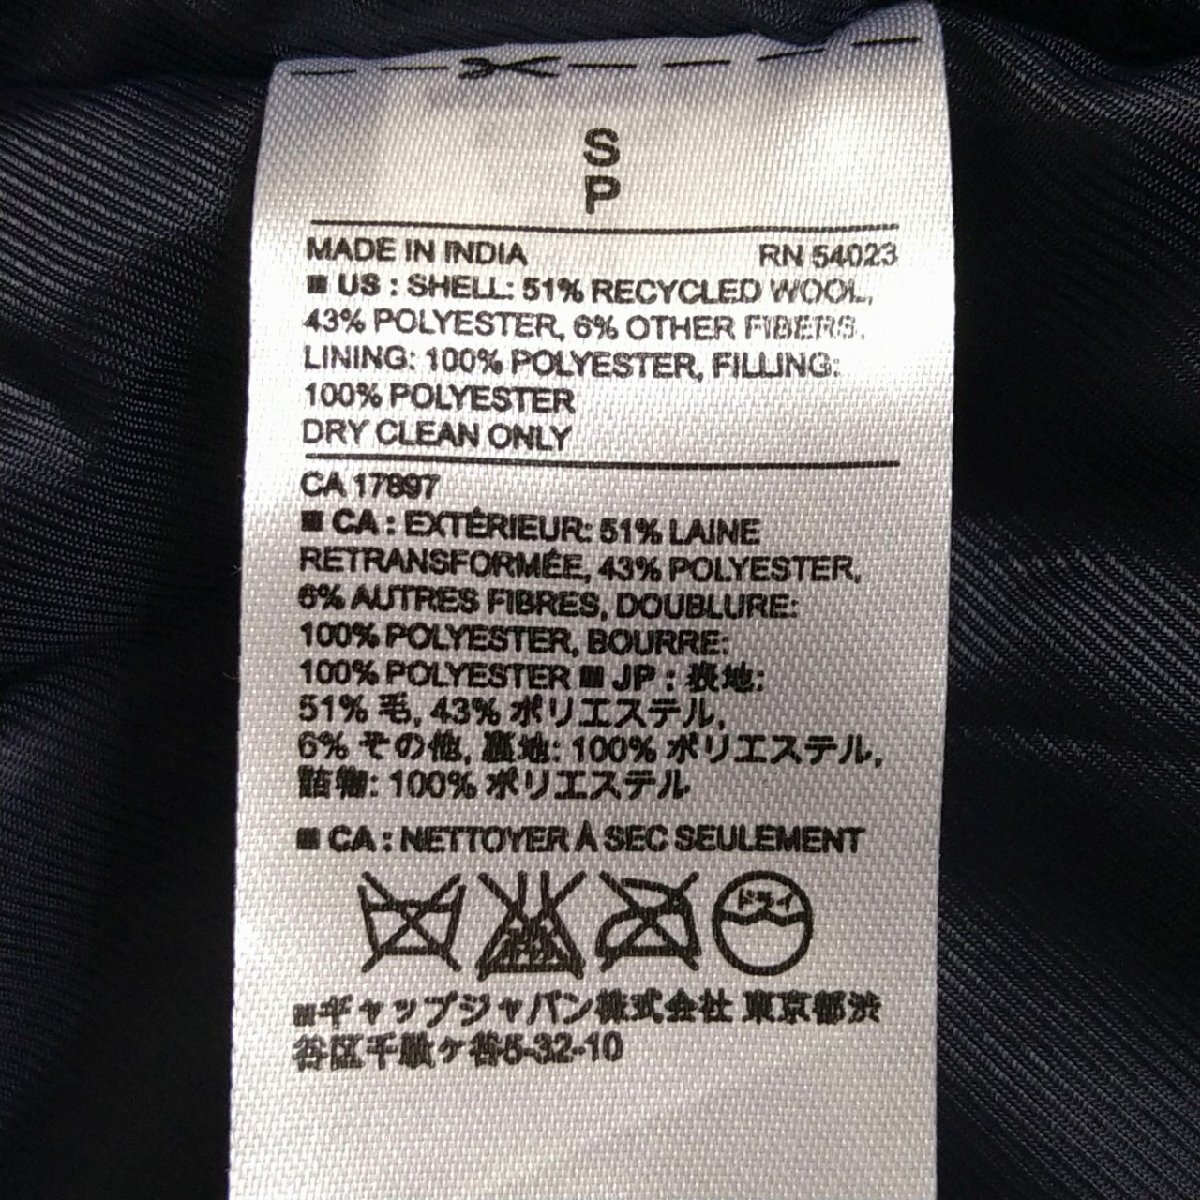 S
P
MADE IN INDIA RN 54023
■ US : SHELL: 51% RECYCLED WOOL,
43% POLYESTER, 6% OTHER FIBERS,
LINING: 100% POLYESTER, FILLING:
100% POLYESTER
DRY CLEAN ONLY
CA 17897
■ CA : EXTÉRIEUR: 51% LAINE
RETRANSFORMÉE, 43% POLYESTER,
6% AUTRES FIBRES, DOUBLURE:
100% POLYESTER, BOURRE:
100% POLYESTER ■ JP : 表地:
51% 毛, 43% ポリエステル,
6% その他, 裏地: 100% ポリエステル,
詰物: 100% ポリエステル
■ CA : NETTOYER À SEC SEULEMENT
ドライ
■ギャップジャパン株式会社 東京都渋
谷区千駄ヶ谷5-32-10